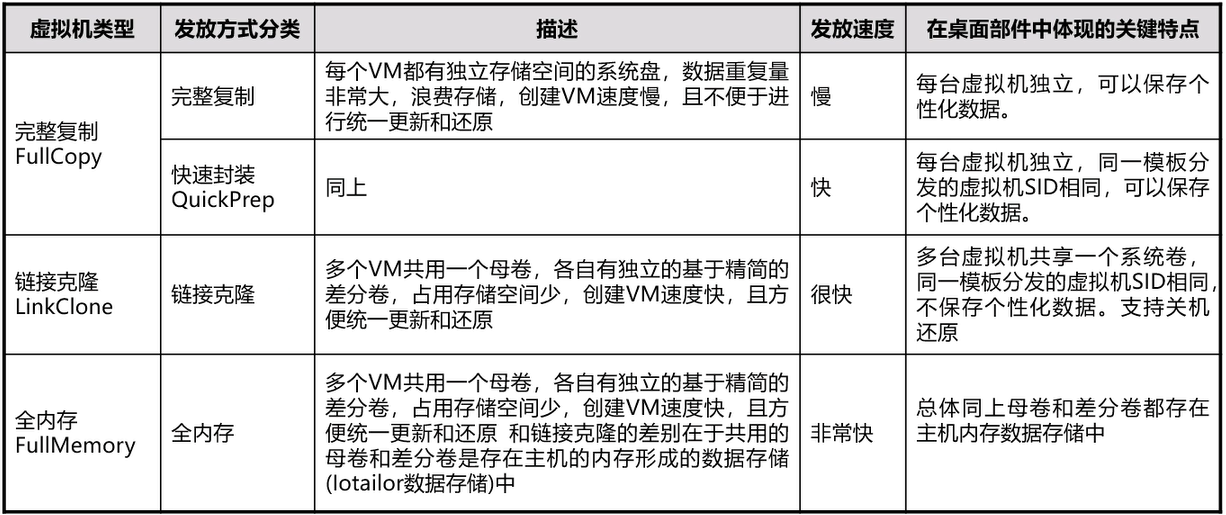 虚拟机类型 发放方式分类 描述 发放速度 在桌面部件中体现的关键特点
完整复制
FullCopy
完整复制
每个VM都有独立存储空间的系统盘，数据重复量
非常大，浪费存储，创建VM速度慢，且不便于进
行统一更新和还原
慢
每台虚拟机独立，可以保存个
性化数据。
快速封装
QuickPrep
同上
快
每台虚拟机独立，同一模板分
发的虚拟机SID相同，可以保存
个性化数据。
链接克隆
LinkClone
链接克隆
多个VM共用一个母卷，各自有独立的基于精简的
差分卷，占用存储空间少，创建VM速度快，且方
便统一更新和还原
很快
多台虚拟机共享一个系统卷，
同一模板分发的虚拟机SID相同，
不保存个性化数据。支持关机
还原
全内存
FullMemory
全内存
多个VM共用一个母卷，各自有独立的基于精简的
差分卷，占用存储空间少，创建VM速度快，且方
便统一更新和还原 和链接克隆的差别在于共用的
母卷和差分卷是存在主机的内存形成的数据存储
(Iotailor数据存储)中
非常快
总体同上母卷和差分卷都存在
主机内存数据存储中